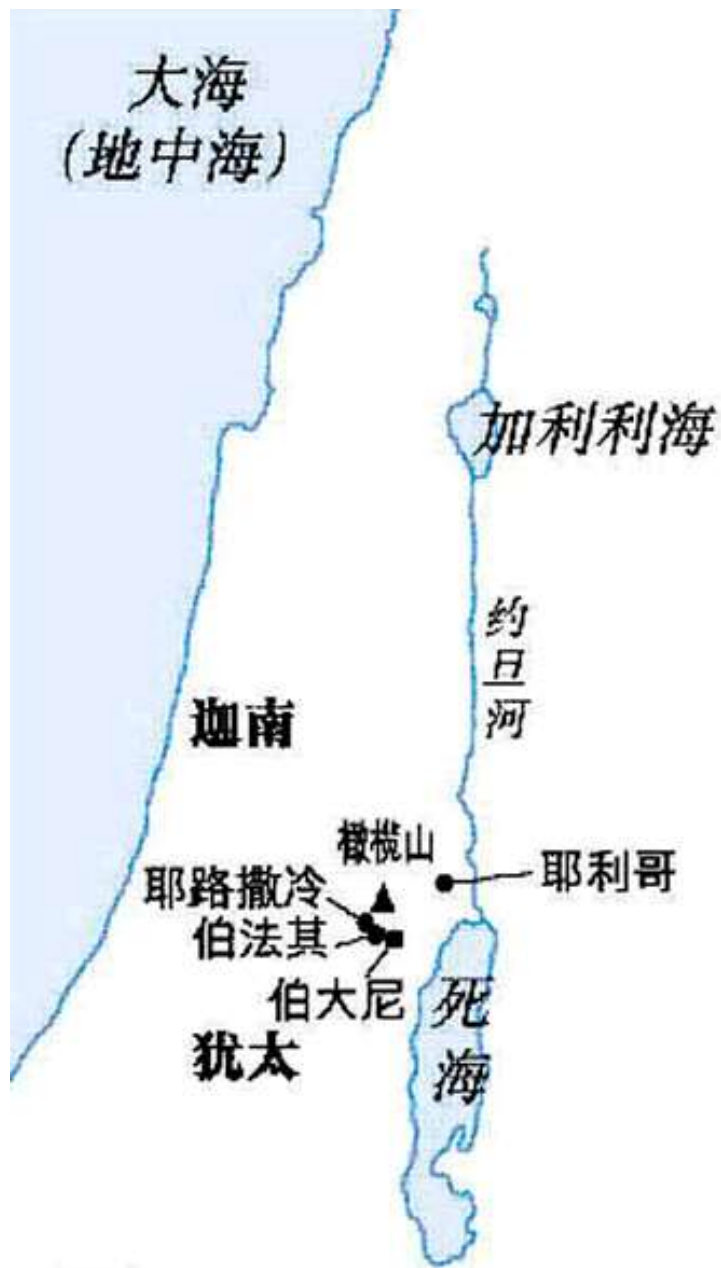 大海
(地中海)
加利利海
约旦河
迦南
橄榄山
耶利哥
耶路撒冷
伯法其
伯大尼
死海
犹太